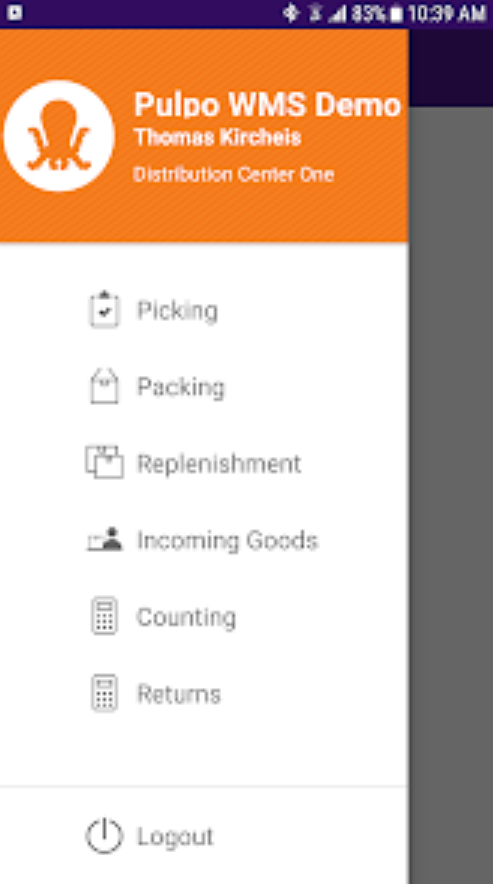 83% 10:39 AM
Pulpo WMS Demo
Thomas Kircheis
Distribution Center One
Picking
Packing
Replenishment
Incoming Goods
Counting
Returns
Logout